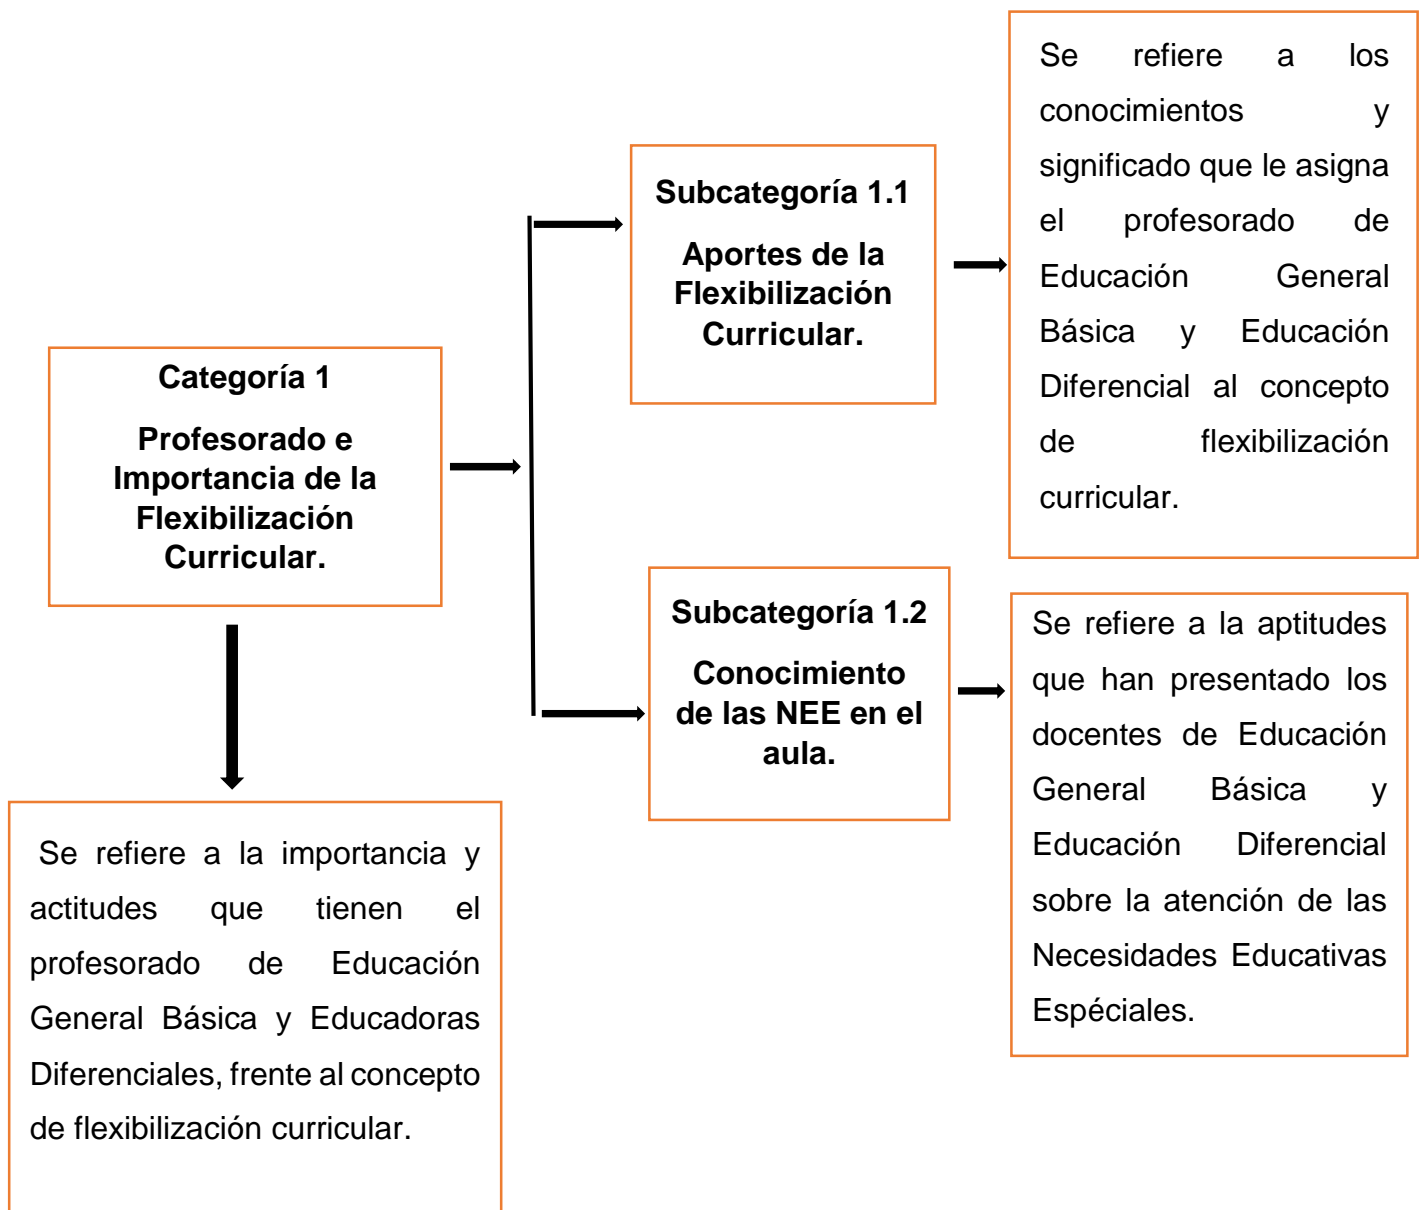 Categoría 1
Profesorado e
Importancia de la
Flexibilización
Curricular.
Se refiere a la importancia y
actitudes que tienen el
profesorado de Educación
General Básica y Educadoras
Diferenciales, frente al concepto
de flexibilización curricular.
Subcategoría 1.1
Aportes de la
Flexibilización
Curricular.
Se refiere a los
conocimientos y
significado que le asigna
el profesorado de
Educación General
Básica y Educación
Diferencial al concepto
de flexibilización
curricular.
Subcategoría 1.2
Conocimiento
de las NEE en el
aula.
Se refiere a la aptitudes
que han presentado los
docentes de Educación
General Básica y
Educación Diferencial
sobre la atención de las
Necesidades Educativas
Espéciales.